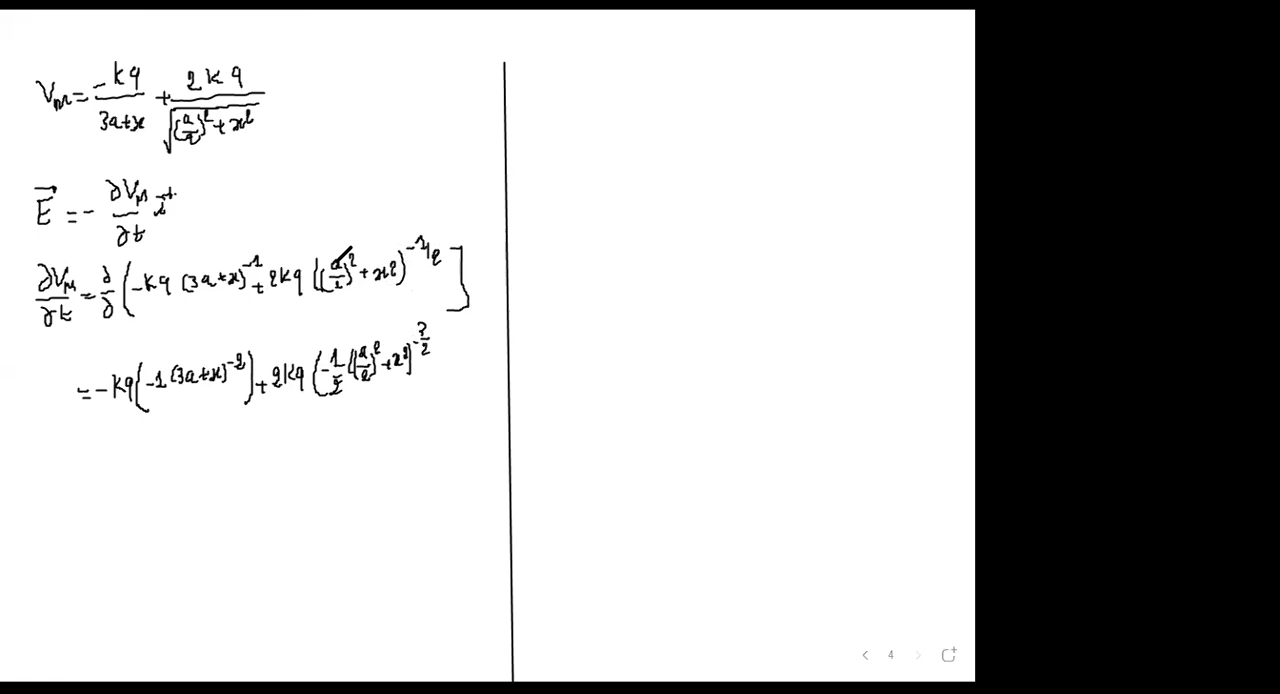 V_M = -kq / (3a+x) + 2kq / √((a/2)² + x²)
E⃗ = - ∂V_M/∂t i⃗
∂V_M/∂t = ∂/∂ (-kq (3a+x)^-1 + 2kq ((a/2)² + x2)^-1/2]
= -kq(-1 (3a+x)^-2) + 2kq (-1/2 ((a/2)² + x²)^-3/2
4